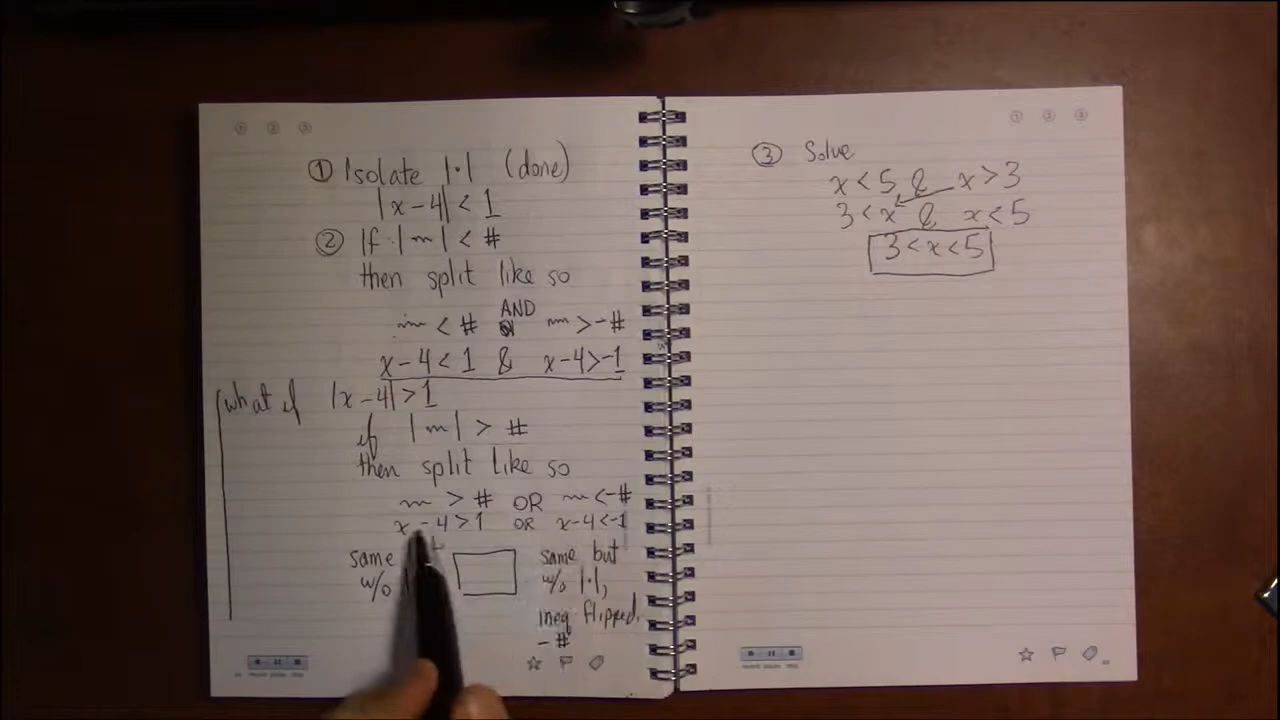 ① Isolate |·| (done)
|x-4| < 1
② If |m| < #
then split like so
AND
m < # m > -#
x-4 < 1 & x-4 > -1
what if |x-4| > 1
if |m| > #
then split like so
m > # OR m < -#
x-4 > 1 OR x-4 < -1
same
w/o
same but
w/o |·|,
ineq flipped.
-#
③ Solve
x < 5 & x > 3
3 < x & x < 5
3 < x < 5